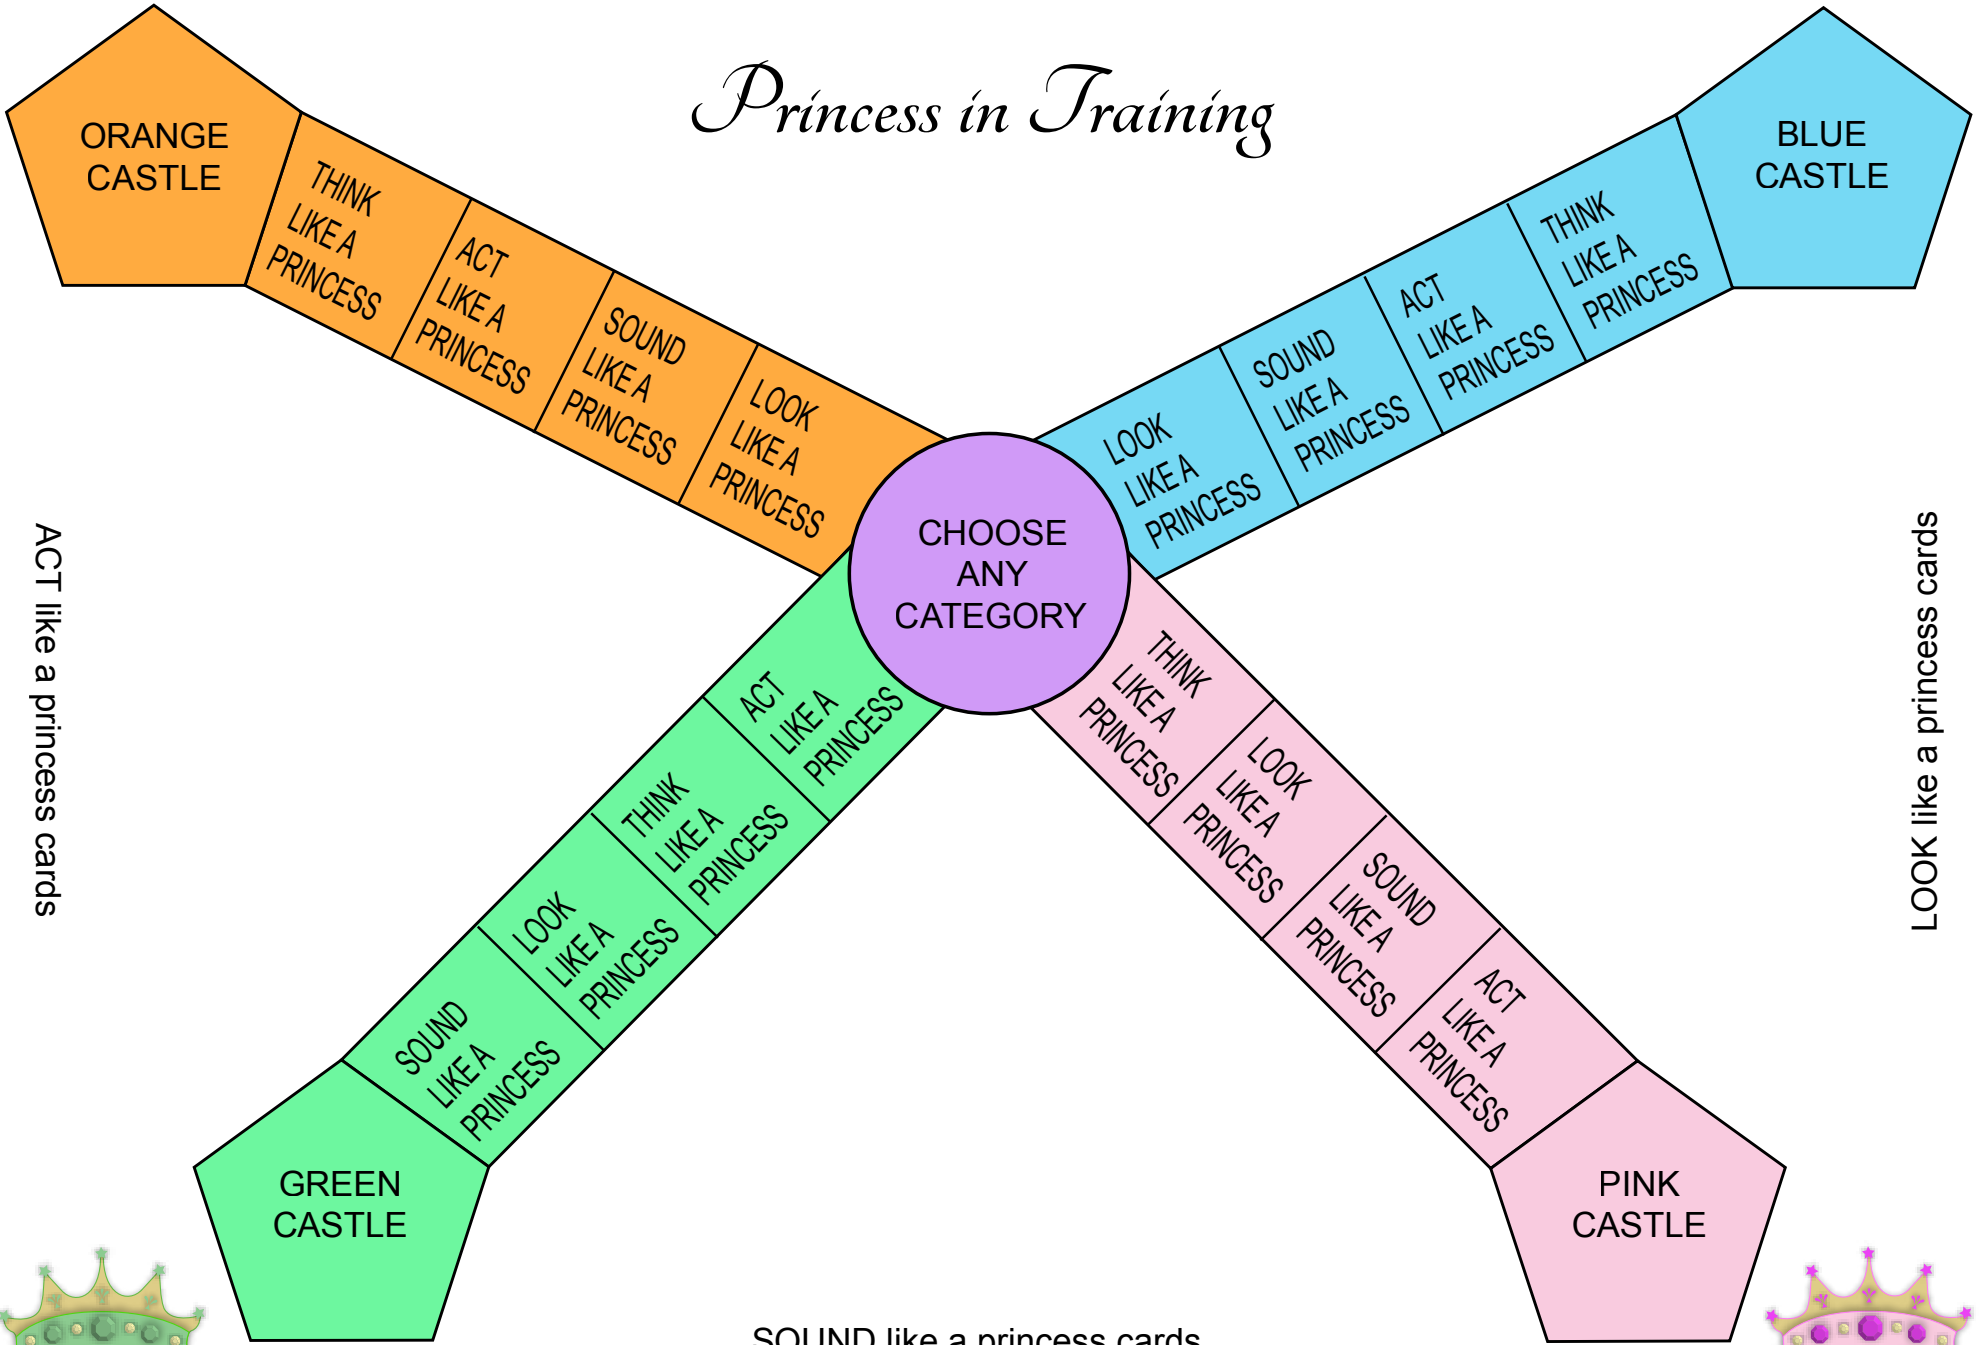 Princess in Training
ORANGE
CASTLE
THINK
LIKE A
PRINCESS
ACT
LIKE A
PRINCESS
SOUND
LIKE A
PRINCESS
LOOK
LIKE A
PRINCESS
BLUE
CASTLE
THINK
LIKE A
PRINCESS
ACT
LIKE A
PRINCESS
SOUND
LIKE A
PRINCESS
LOOK
LIKE A
PRINCESS
CHOOSE
ANY
CATEGORY
ACT like a princess cards
LOOK like a princess cards
ACT
LIKE A
PRINCESS
THINK
LIKE A
PRINCESS
LOOK
LIKE A
PRINCESS
SOUND
LIKE A
PRINCESS
GREEN
CASTLE
THINK
LIKE A
PRINCESS
LOOK
LIKE A
PRINCESS
SOUND
LIKE A
PRINCESS
ACT
LIKE A
PRINCESS
PINK
CASTLE
SOUND like a princess cards